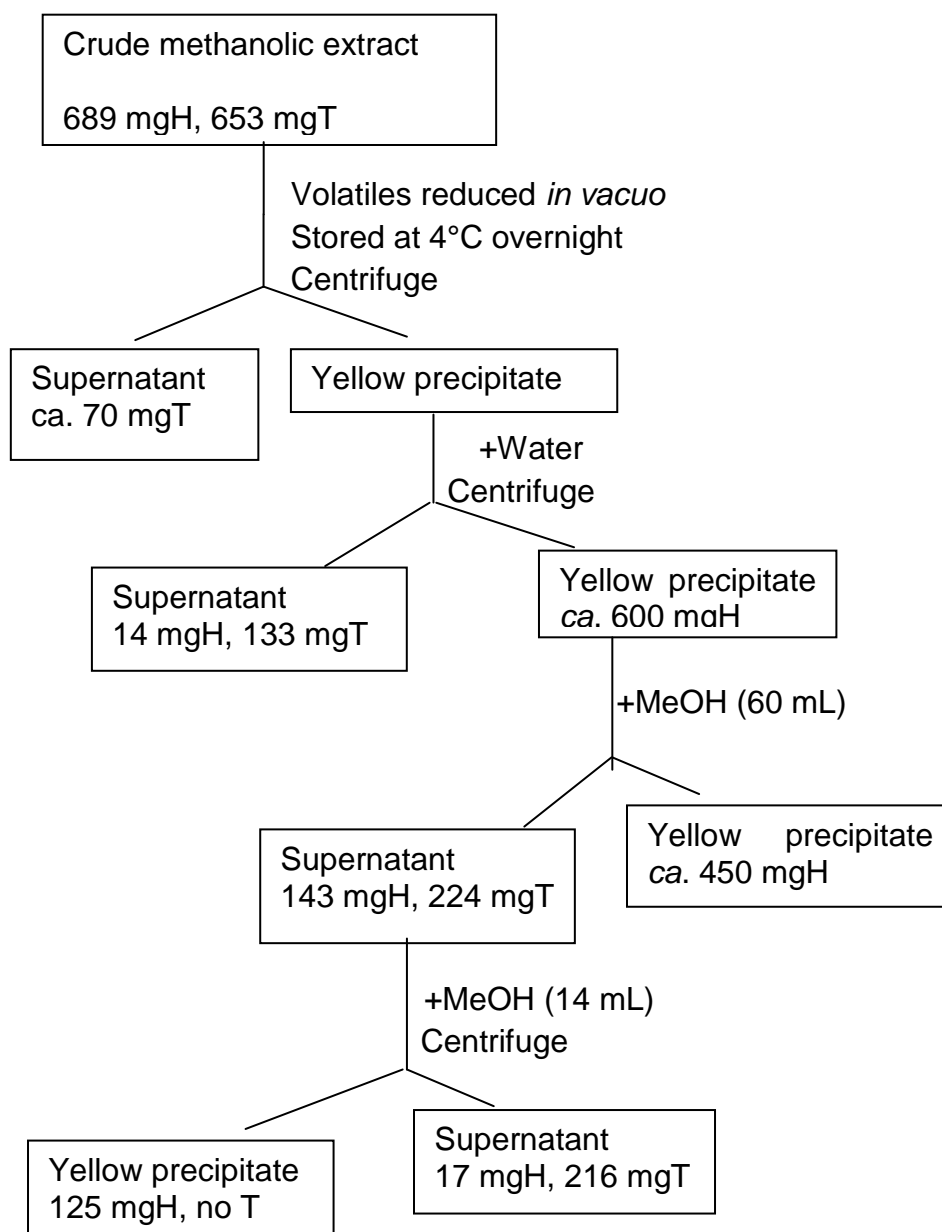 Crude methanolic extract
689 mgH, 653 mgT
Volatiles reduced in vacuo
Stored at 4°C overnight
Centrifuge
Supernatant
ca. 70 mgT
Yellow precipitate
+Water
Centrifuge
Supernatant
14 mgH, 133 mgT
Yellow precipitate
ca. 600 mgH
+MeOH (60 mL)
Supernatant
143 mgH, 224 mgT
Yellow precipitate
ca. 450 mgH
+MeOH (14 mL)
Centrifuge
Yellow precipitate
125 mgH, no T
Supernatant
17 mgH, 216 mgT